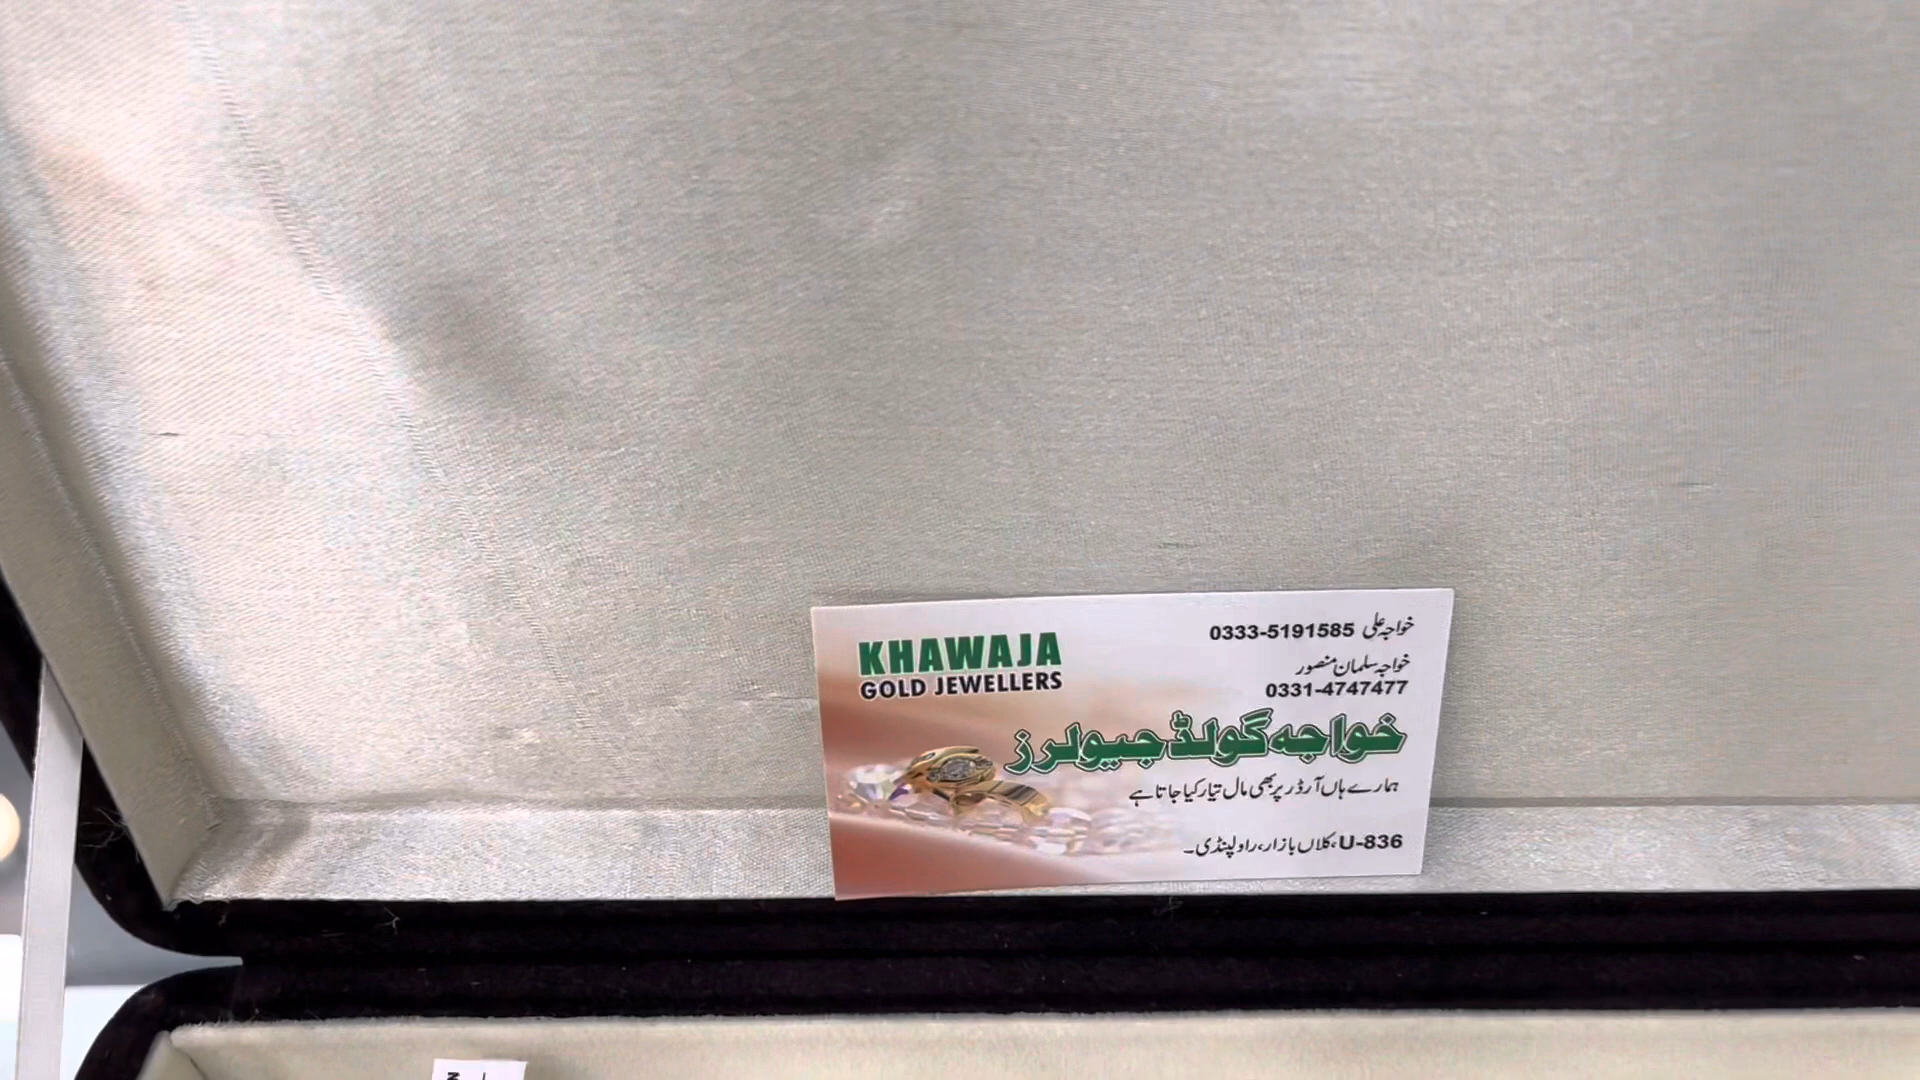 KHAWAJA
GOLD JEWELLERS
خواجہ علی 0333-5191585
خواجہ سلمان منصور
0331-4747477
خواجہ گولڈ جیولرز
ہمارے ہاں آرڈر پر بھی مال تیار کیا جاتا ہے
U-836، کلاں بازار، راولپنڈی۔